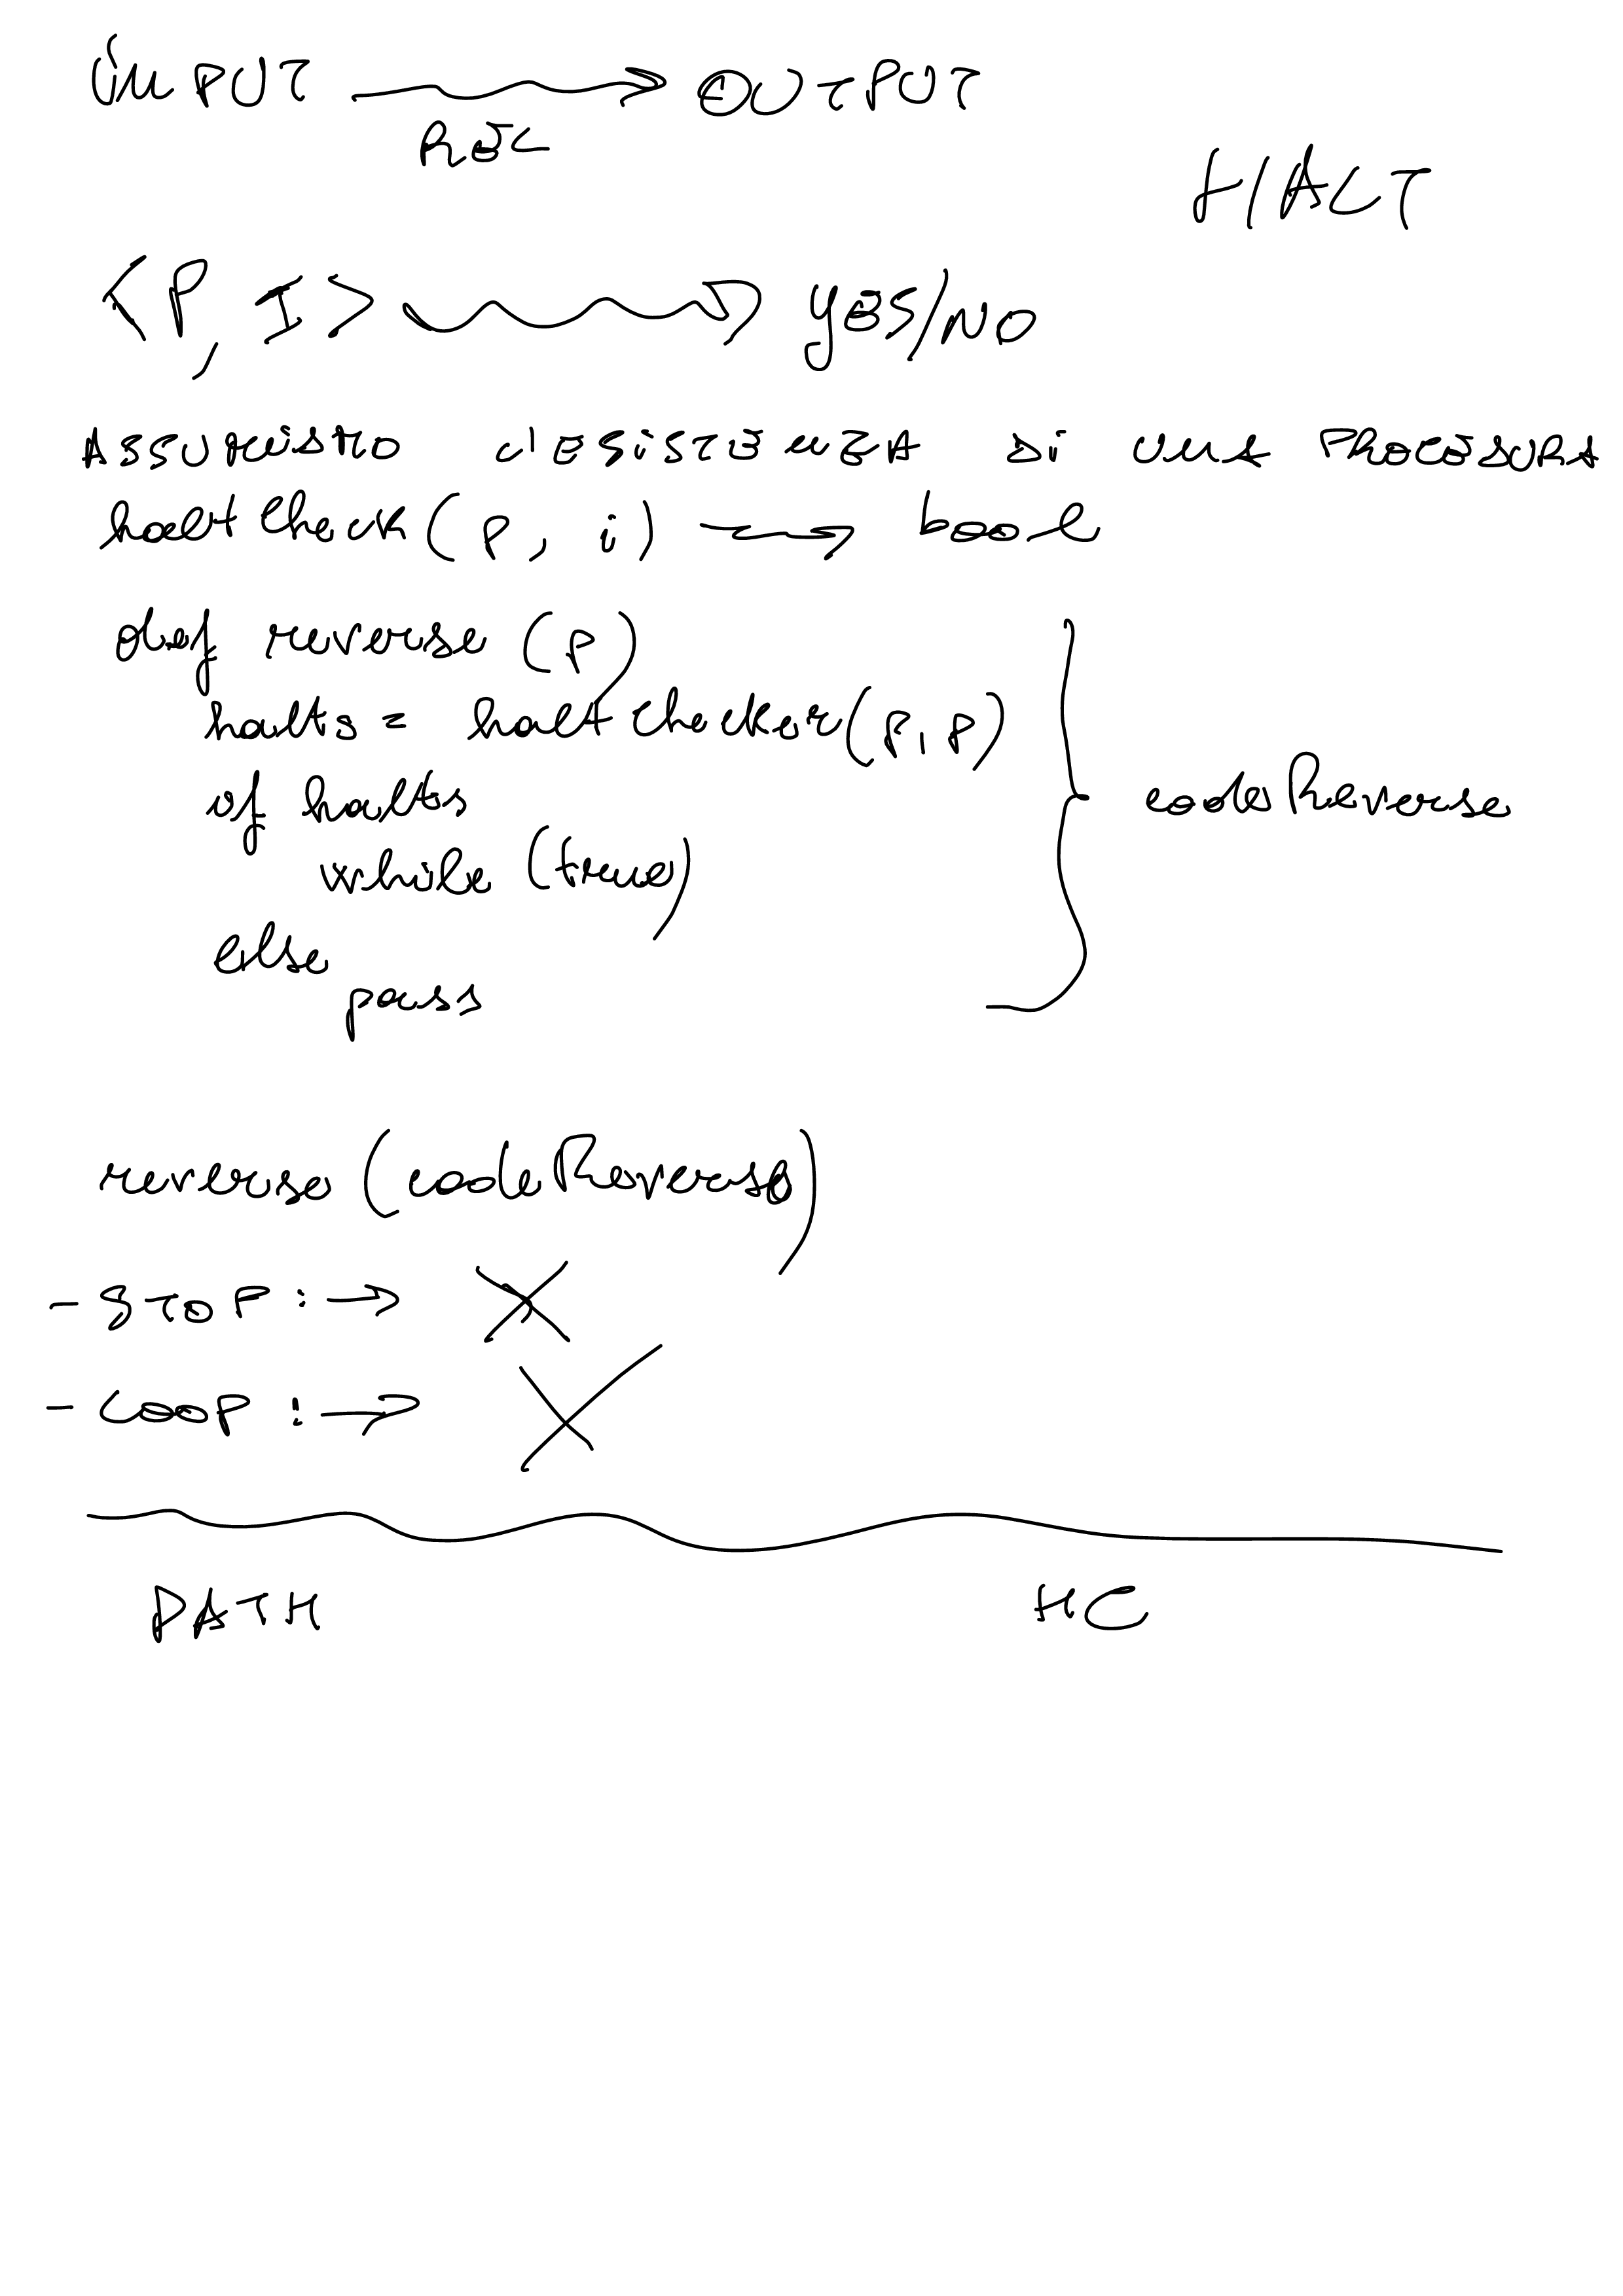 INPUT → OUTPUT
REL
HALT
<P, I> → YES/NO
ASSUMIAMO L'ESISTENZA DI UNA PROCEDURA
haltCheck(P, i) → bool
def reverse (P)
halts = haltChecker(P, P)
if halts
while (true)
else
pass
codeReverse
reverse (codeReverse)
- STOP : → X
- LOOP : → X
PATH HC